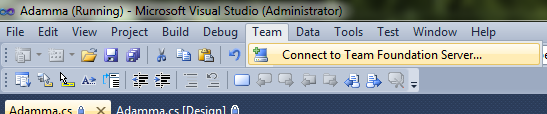 Adamma (Running) - Microsoft Visual Studio (Administrator)
File Edit View Project Build Debug Team Data Tools Test Window Help
Connect to Team Foundation Server...
Adamma.cs Adamma.cs [Design]